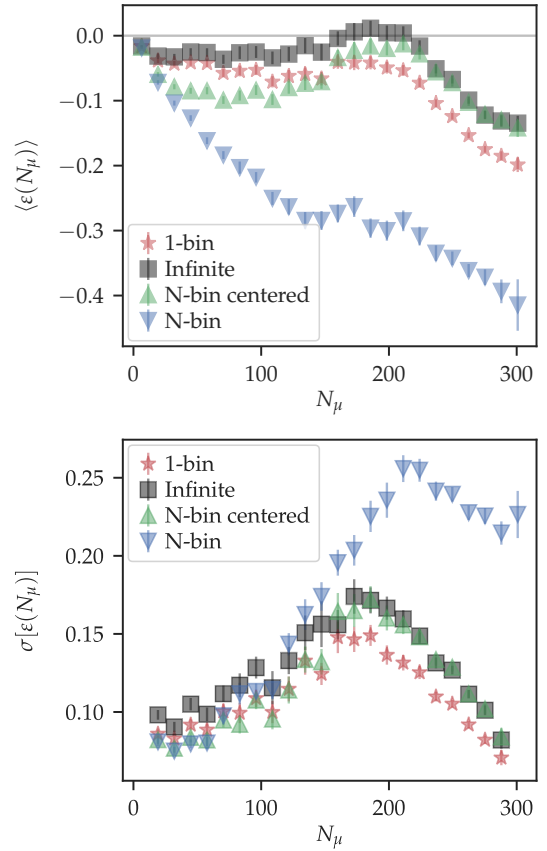 0.0
−0.1
−0.2
−0.3
−0.4
⟨ε(N_μ)⟩
1-bin
Infinite
N-bin centered
N-bin
0 100 200 300
N_μ
0.25
0.20
0.15
0.10
σ[ε(N_μ)]
1-bin
Infinite
N-bin centered
N-bin
0 100 200 300
N_μ